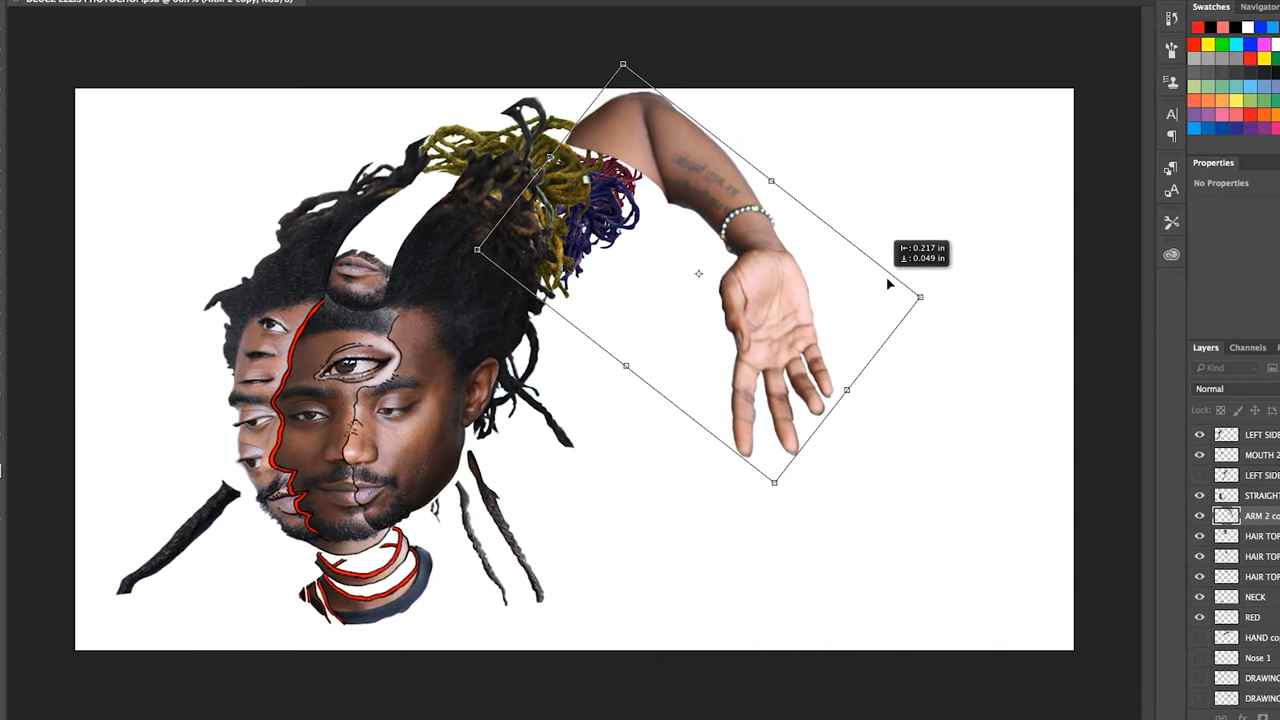 Swatches
Navigator
Properties
No Properties
|←: 0.217 in
⊥: 0.049 in
Layers Channels
Kind
Normal
Lock:
LEFT SIDE
MOUTH 2
LEFT SIDE
STRAIGHT
ARM 2 co
HAIR TOP
HAIR TOP
HAIR TOP
NECK
RED
HAND co
Nose 1
DRAWING
DRAWING